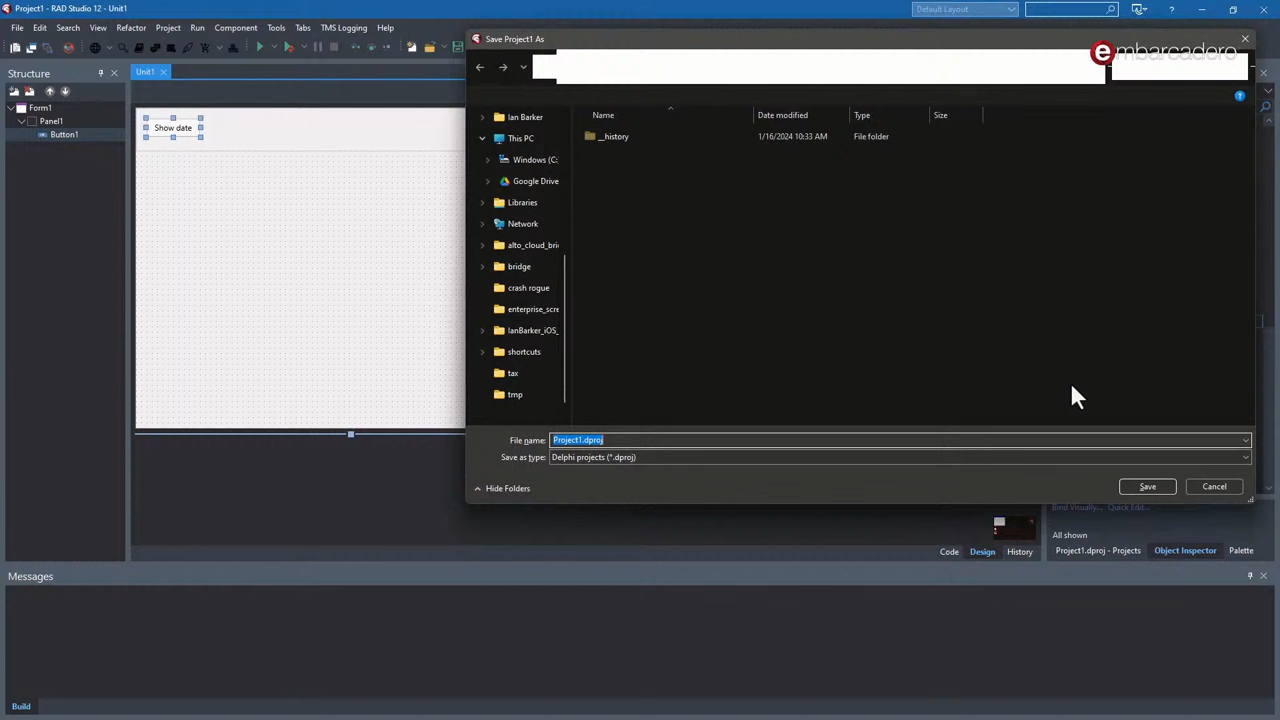 Project1 - RAD Studio 12 - Unit1
Default Layout
File Edit Search View Refactor Project Run Component Tools Tabs TMS Logging Help
Save Project1 As
embarcadero
Structure
Unit1
Form1
Panel1
Button1
Show date
Name Date modified Type Size
__history 1/16/2024 10:33 AM File folder
Ian Barker
This PC
Windows (C:
Google Drive
Libraries
Network
alto_cloud_bri
bridge
crash rogue
enterprise_scre
IanBarker_iOS_
shortcuts
tax
tmp
File name: Project1.dproj
Save as type: Delphi projects (*.dproj)
Hide Folders
Save Cancel
Bind Visually... Quick Edit...
All shown
Code Design History
Project1.dproj - Projects Object Inspector Palette
Messages
Build